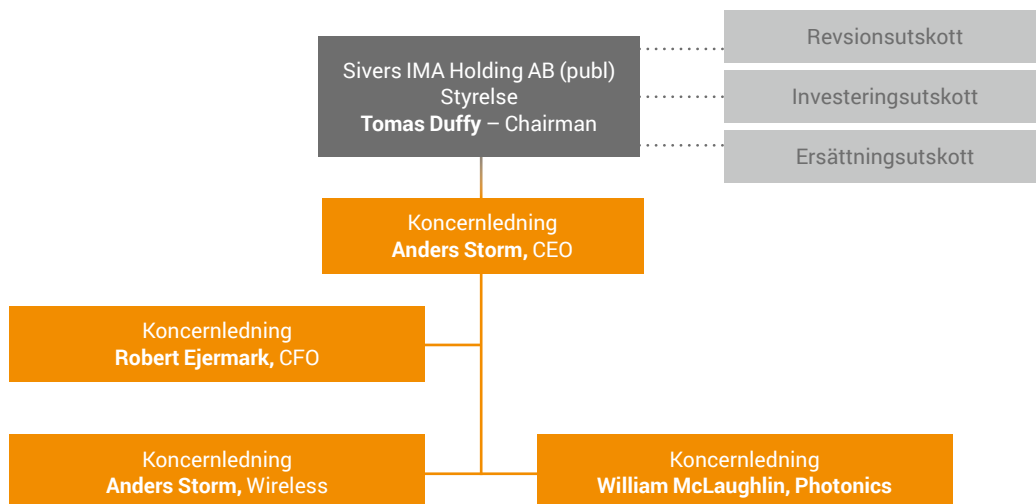 Sivers IMA Holding AB (publ)
Styrelse
Tomas Duffy – Chairman
Revsionsutskott
Investeringsutskott
Ersättningsutskott
Koncernledning
Anders Storm, CEO
Koncernledning
Robert Ejermark, CFO
Koncernledning
Anders Storm, Wireless
Koncernledning
William McLaughlin, Photonics